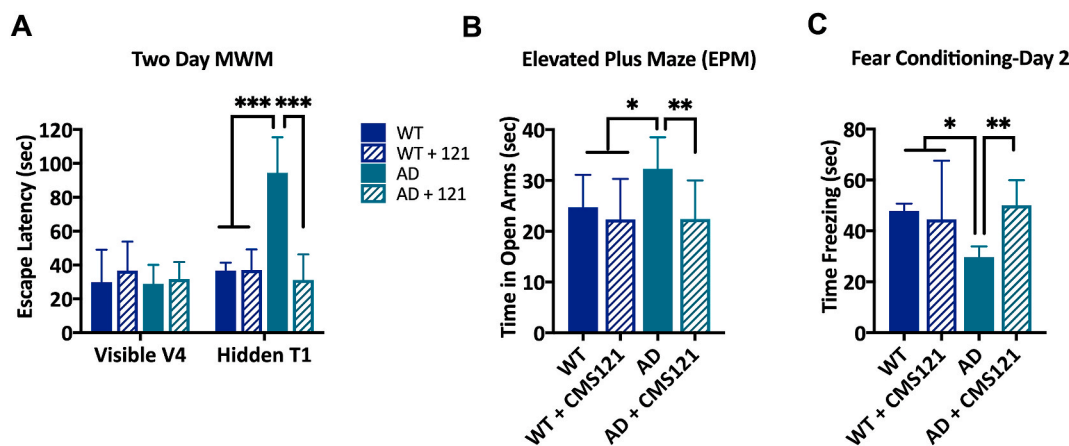 A
Two Day MWM
*** ***
Escape Latency (sec)
120
100
80
60
40
20
0
Visible V4
Hidden T1
WT
WT + 121
AD
AD + 121
B
Elevated Plus Maze (EPM)
* **
Time in Open Arms (sec)
40
30
20
10
0
WT
WT + CMS121
AD
AD + CMS121
C
Fear Conditioning-Day 2
* **
Time Freezing (sec)
80
60
40
20
0
WT
WT + CMS121
AD
AD + CMS121